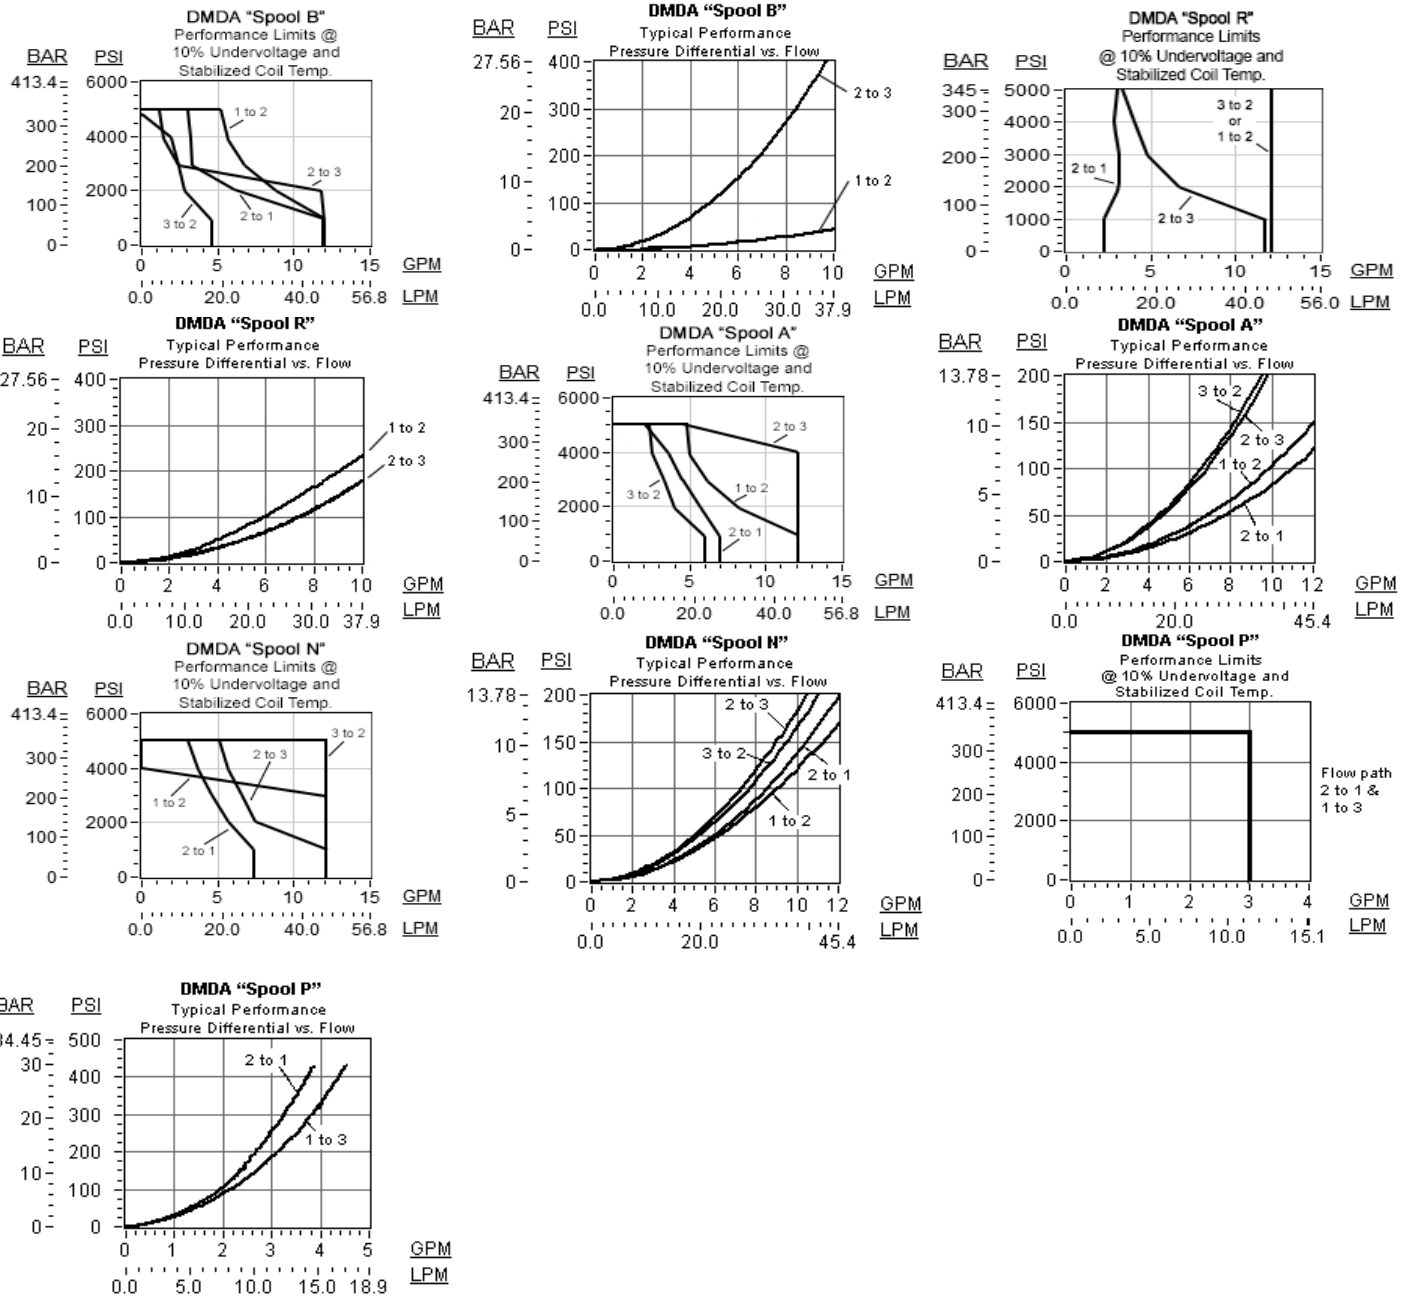 DMDA "Spool B"
Performance Limits @
10% Undervoltage and
Stabilized Coil Temp.
BAR PSI
413.4 6000
300 4000
200 2000
100
0 0
1 to 2
2 to 3
2 to 1
3 to 2
0 5 10 15 GPM
0.0 20.0 40.0 56.8 LPM
DMDA "Spool B"
Typical Performance
Pressure Differential vs. Flow
BAR PSI
27.56 400
300
20
200
10
100
0 0
2 to 3
1 to 2
0 2 4 6 8 10 GPM
0.0 10.0 20.0 30.0 37.9 LPM
DMDA "Spool R"
Performance Limits
@ 10% Undervoltage and
Stabilized Coil Temp.
BAR PSI
345 5000
300 4000
200 3000
2000
100 1000
0 0
3 to 2
or
1 to 2
2 to 1
2 to 3
0 5 10 15 GPM
0.0 20.0 40.0 56.0 LPM
DMDA "Spool R"
Typical Performance
Pressure Differential vs. Flow
BAR PSI
27.56 400
20 300
200
10
100
0 0
1 to 2
2 to 3
0 2 4 6 8 10 GPM
0.0 10.0 20.0 30.0 37.9 LPM
DMDA "Spool A"
Performance Limits @
10% Undervoltage and
Stabilized Coil Temp.
BAR PSI
413.4 6000
300 4000
200
2000
100
0 0
2 to 3
3 to 2
1 to 2
2 to 1
0 5 10 15 GPM
0.0 20.0 40.0 56.8 LPM
DMDA "Spool A"
Typical Performance
Pressure Differential vs. Flow
BAR PSI
13.78 200
10 150
100
5
50
0 0
3 to 2
2 to 3
1 to 2
2 to 1
0 2 4 6 8 10 12 GPM
0.0 20.0 45.4 LPM
DMDA "Spool N"
Performance Limits @
10% Undervoltage and
Stabilized Coil Temp.
BAR PSI
413.4 6000
300 4000
200
2000
100
0 0
3 to 2
2 to 3
1 to 2
2 to 1
0 5 10 15 GPM
0.0 20.0 40.0 56.8 LPM
DMDA "Spool N"
Typical Performance
Pressure Differential vs. Flow
BAR PSI
13.78 200
10 150
100
5
50
0 0
2 to 3
3 to 2
2 to 1
1 to 2
0 2 4 6 8 10 12 GPM
0.0 20.0 45.4 LPM
DMDA "Spool P"
Performance Limits
@ 10% Undervoltage and
Stabilized Coil Temp.
BAR PSI
413.4 6000
300 4000
200
2000
100
0 0
Flow path
2 to 1 &
1 to 3
0 1 2 3 4 GPM
0.0 5.0 10.0 15.1 LPM
DMDA "Spool P"
Typical Performance
Pressure Differential vs. Flow
BAR PSI
34.45 500
30 400
300
20
200
10 100
0 0
2 to 1
1 to 3
0 1 2 3 4 5 GPM
0.0 5.0 10.0 15.0 18.9 LPM